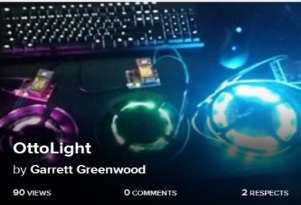 OttoLight
by Garrett Greenwood
90 VIEWS 0 COMMENTS 2 RESPECTS